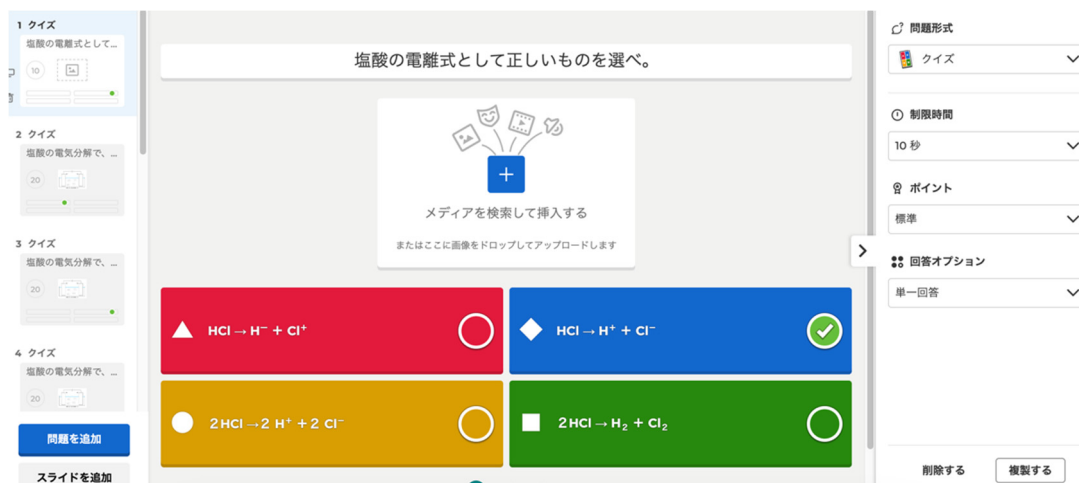 1 クイズ
塩酸の電離式として...
10
2 クイズ
塩酸の電気分解で、...
20
3 クイズ
塩酸の電気分解で、...
20
4 クイズ
塩酸の電気分解で、...
20
問題を追加
スライドを追加
塩酸の電離式として正しいものを選べ。
メディアを検索して挿入する
またはここに画像をドロップしてアップロードします
HCl → H⁻ + Cl⁺
HCl → H⁺ + Cl⁻
2HCl → 2 H⁺ + 2 Cl⁻
2HCl → H₂ + Cl₂
問題形式
クイズ
制限時間
10 秒
ポイント
標準
回答オプション
単一回答
削除する
複製する